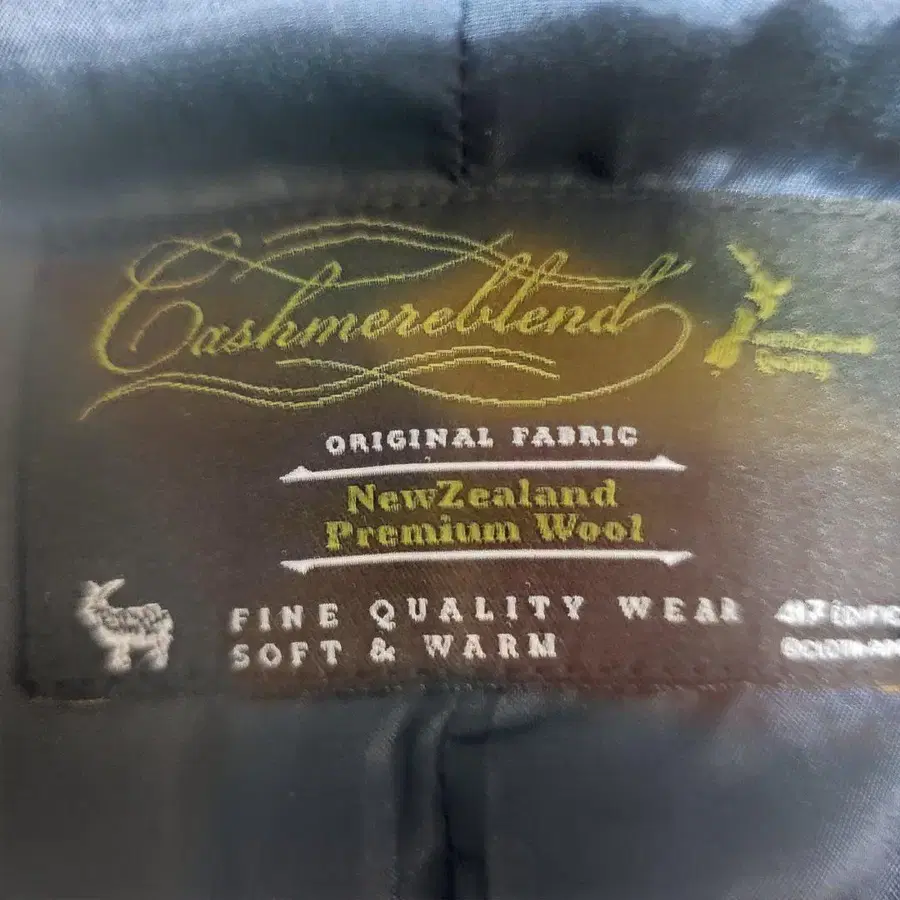 Cashmereblend
ORIGINAL FABRIC
NewZealand
Premium Wool
FINE QUALITY WEAR
SOFT & WARM